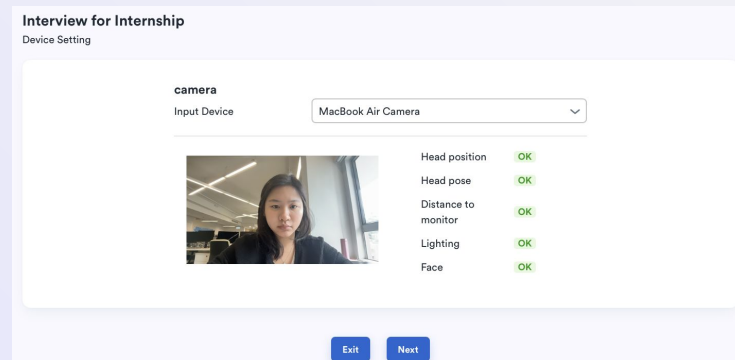 Interview for Internship
Device Setting
camera
Input Device
MacBook Air Camera
Head position OK
Head pose OK
Distance to
monitor OK
Lighting OK
Face OK
Exit Next